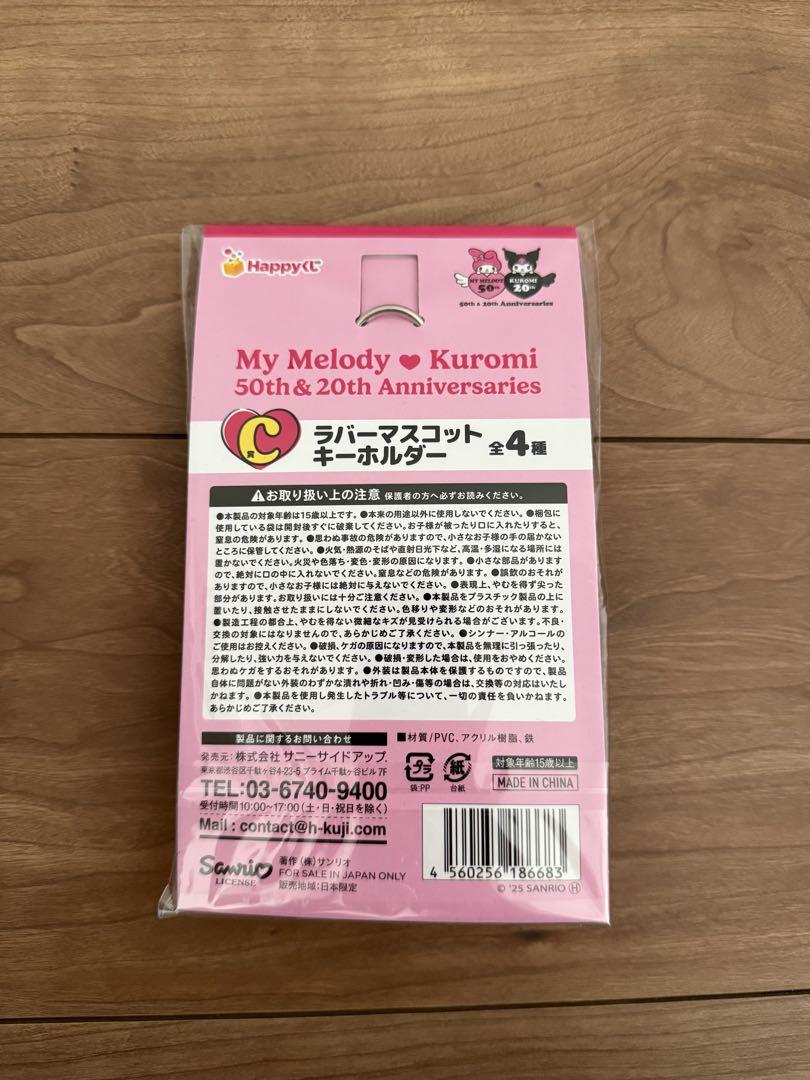 Happyくじ
MY MELODY 50th KUROMI 20th
50th & 20th Anniversaries
My Melody ♥ Kuromi
50th & 20th Anniversaries
C賞
ラバーマスコット
キーホルダー 全4種
⚠お取り扱い上の注意 保護者の方へ必ずお読みください。
●本製品の対象年齢は15歳以上です。●本来の用途以外に使用しないでください。●梱包に
使用している袋は開封後すぐに破棄してください。お子様が被ったり口に入れたりすると、
窒息の危険があります。●思わぬ事故の危険がありますので、小さなお子様の手の届かない
ところに保管してください。●火気・熱源のそばや直射日光下など、高温・多湿になる場所には
置かないでください。火災や色落ち・変色・変形の原因になります。●小さな部品があります
ので、絶対に口の中に入れないでください。窒息などの危険があります。●誤飲のおそれが
ありますので、小さなお子様には絶対に与えないでください。●表現上、やむを得ず尖った
部分があります。お取り扱いには十分ご注意ください。●本製品をプラスチック製品の上に
置いたり、接触させたままにしないでください。色移りや変形などのおそれがあります。
●製造工程の都合上、やむを得ない微細なキズが見受けられる場合がございます。不良・
交換の対象にはなりませんので、あらかじめご了承ください。●シンナー・アルコールの
ご使用はお控えください。●破損、ケガの原因になりますので、本製品を無理に引っ張ったり、
分解したり、強い力を与えないでください。●破損・変形した場合は、使用をおやめください。
思わぬケガをするおそれがあります。●外装は製品本体を保護するものですので、製品
自体に問題がない外装のわずかな潰れや折れ・凹み・傷等の場合は、交換等の対応はいたし
かねます。●本製品を使用し発生したトラブル等について、一切の責任を負いかねます。
あらかじめご了承ください。
製品に関するお問い合わせ
発売元：株式会社 サニーサイドアップ
東京都渋谷区千駄ヶ谷4-23-5 プライム千駄ヶ谷ビル 7F
TEL:03-6740-9400
受付時間10:00~17:00（土・日・祝日を除く）
Mail : contact@h-kuji.com
■材質/PVC、アクリル樹脂、鉄
プラ 紙
袋:PP 台紙
対象年齢15歳以上
MADE IN CHINA
Sanrio
LICENSE
著作（株）サンリオ
FOR SALE IN JAPAN ONLY
販売地域：日本限定
4 560256 186683
© '25 SANRIO Ⓗ